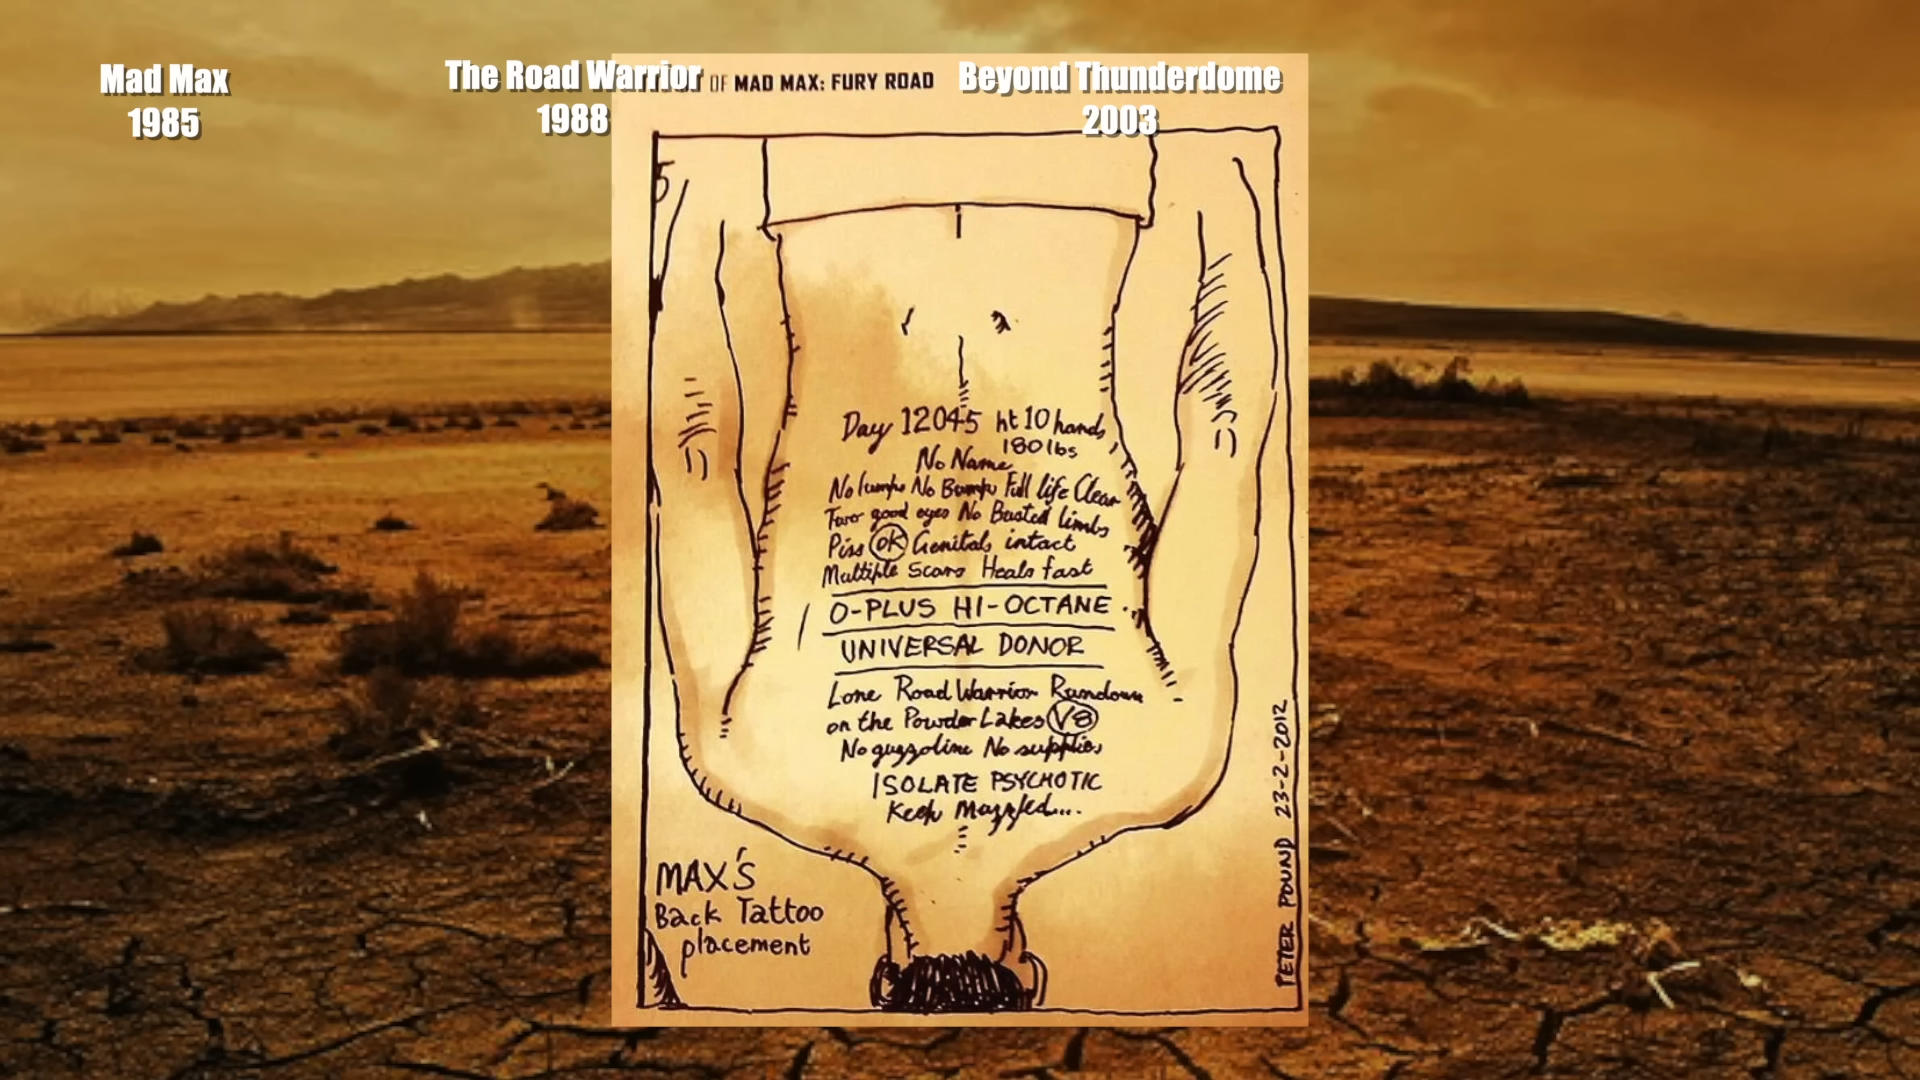 Mad Max
1985
The Road Warrior
1988
OF MAD MAX: FURY ROAD
Beyond Thunderdome
2003
Day 12045 ht 10 hands
180 lbs
No Name
No lumps No Bumps Full life Clear
Two good eyes No Busted limbs
Piss OK Genitals intact
Multiple Scars Heals fast
O-PLUS HI-OCTANE
UNIVERSAL DONOR
Lone Road Warrior Rundown
on the Powder Lakes V8
No guzzoline No supplies
ISOLATE PSYCHOTIC
Keep Muzzled...
MAX'S
Back Tattoo
placement
PETER POUND 23-2-2012